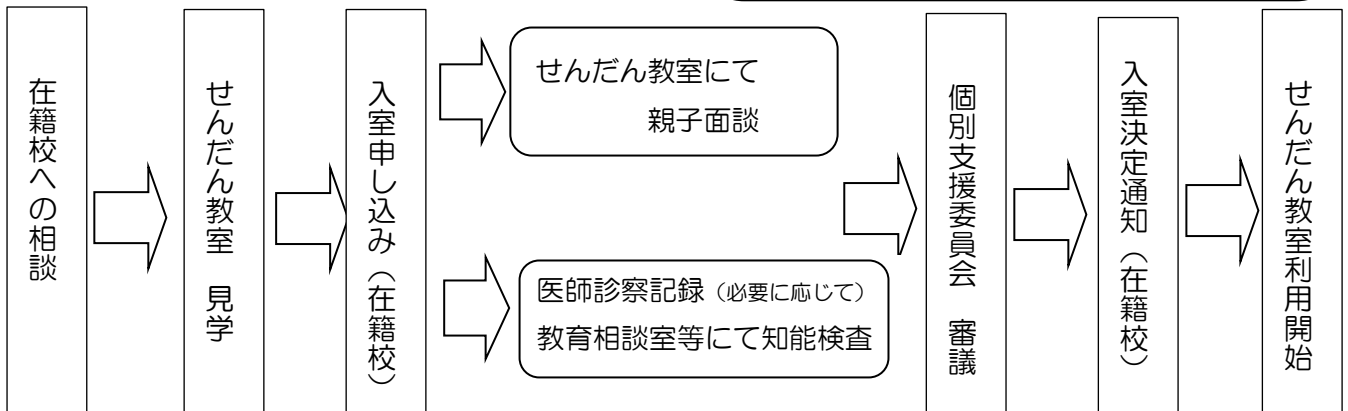 在籍校への相談
せんだん教室　見学
入室申し込み（在籍校）
せんだん教室にて
親子面談
医師診察記録（必要に応じて）
教育相談室等にて知能検査
個別支援委員会　審議
入室決定通知（在籍校）
せんだん教室利用開始